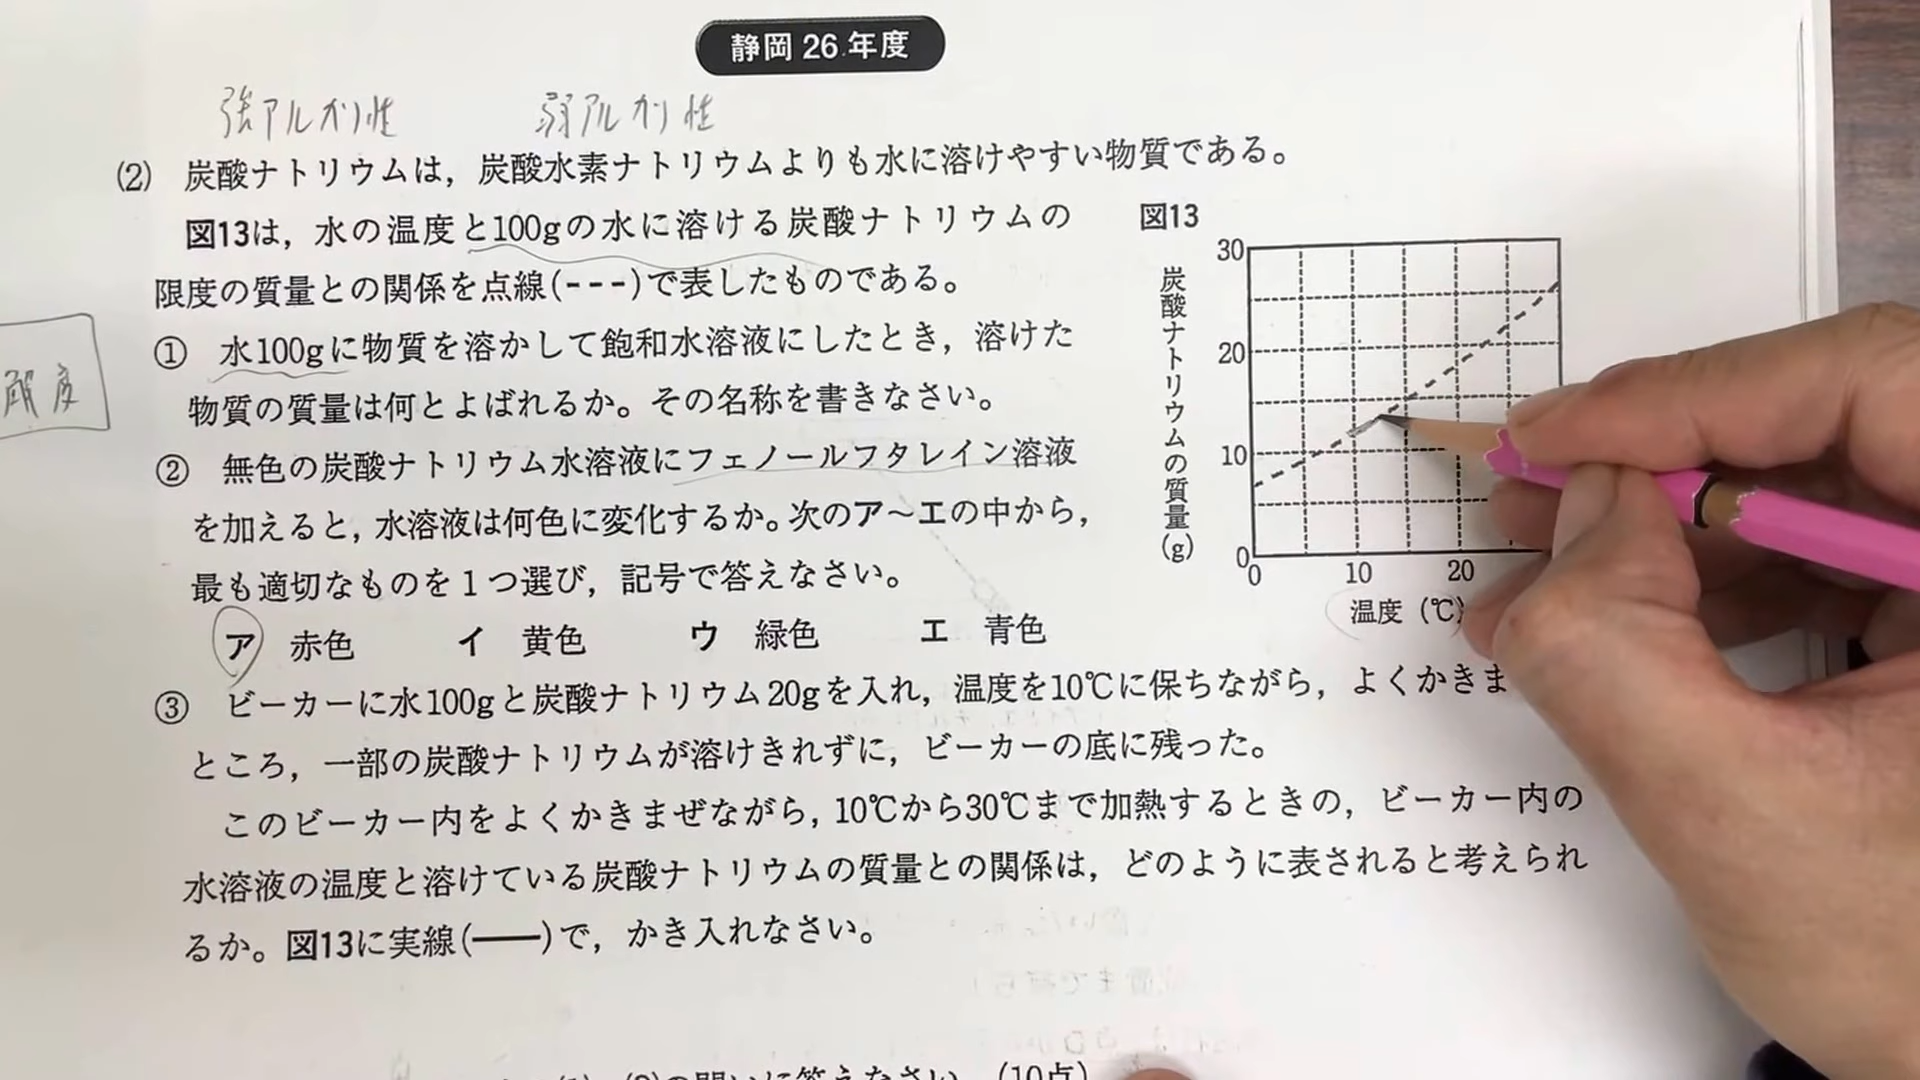 静岡 26 年度
強アルカリ性 弱アルカリ性
(2) 炭酸ナトリウムは，炭酸水素ナトリウムよりも水に溶けやすい物質である。
図13は，水の温度と100gの水に溶ける炭酸ナトリウムの
限度の質量との関係を点線(---)で表したものである。
① 水100gに物質を溶かして飽和水溶液にしたとき，溶けた
物質の質量は何とよばれるか。その名称を書きなさい。
② 無色の炭酸ナトリウム水溶液にフェノールフタレイン溶液
を加えると，水溶液は何色に変化するか。次のア〜エの中から，
最も適切なものを1つ選び，記号で答えなさい。
ア 赤色 イ 黄色 ウ 緑色 エ 青色
解度
図13
30
20
10
0
炭酸ナトリウムの質量(g)
0 10 20
温度 (℃)
③ ビーカーに水100gと炭酸ナトリウム20gを入れ，温度を10℃に保ちながら，よくかきま
ところ，一部の炭酸ナトリウムが溶けきれずに，ビーカーの底に残った。
このビーカー内をよくかきまぜながら，10℃から30℃まで加熱するときの，ビーカー内の
水溶液の温度と溶けている炭酸ナトリウムの質量との関係は，どのように表されると考えられ
るか。図13に実線(――)で，かき入れなさい。
(10点)